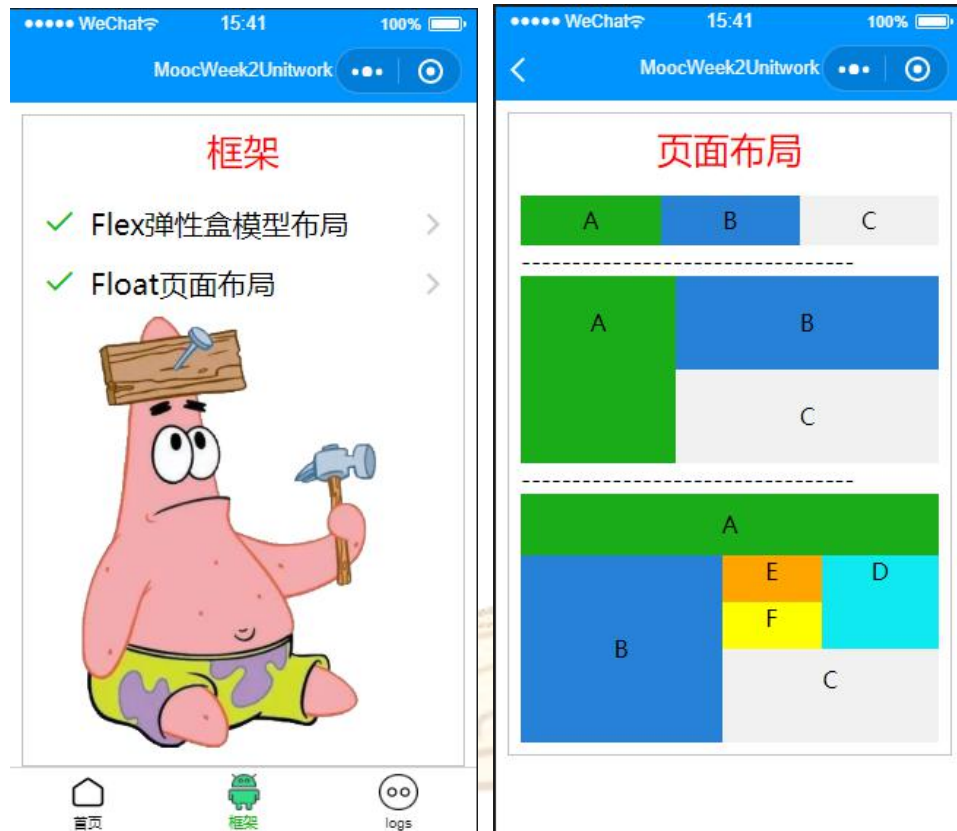 ●●●●● WeChat 15:41 100%
MoocWeek2Unitwork
框架
Flex弹性盒模型布局
Float页面布局
首页 框架 logs
●●●●● WeChat 15:41 100%
MoocWeek2Unitwork
页面布局
A B C
---------------------------------
A B
C
---------------------------------
A
E D
F
B
C